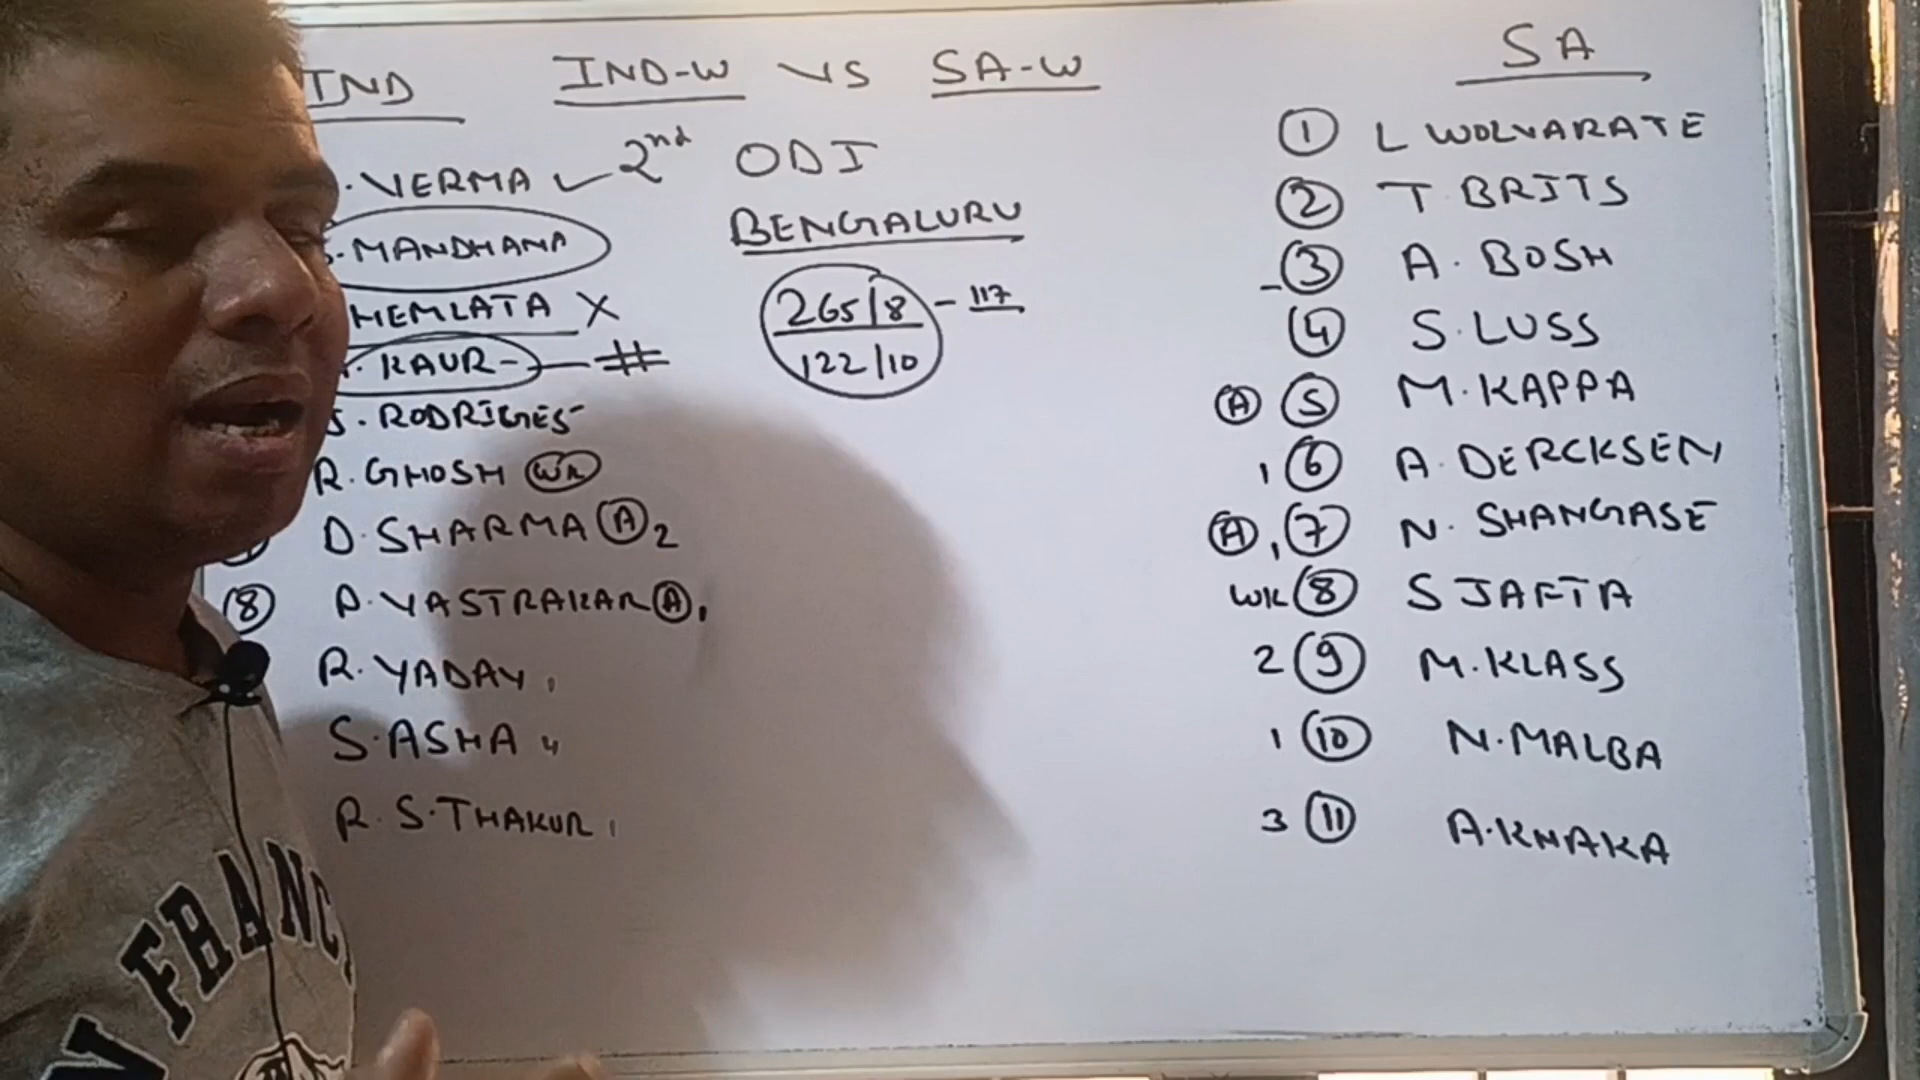 IND
IND-W VS SA-W
2nd ODI
BENGALURU
265/8 - 117
122/10
VERMA ✓
S. MANDHANA
HEMLATA X
KAUR - #
J. RODRIGES
R. GHOSH WK
D. SHARMA A 2
8 P. VASTRAKAR A 1
R. YADAV 1
S. ASHA 4
R. S. THAKUR 1
SA
1 L WOLVARATE
2 T BRITS
- 3 A. BOSH
4 S. LUSS
A 5 M. KAPPA
1 6 A. DERCKSEN
A 1 7 N. SHANGASE
WK 8 S JAFTA
2 9 M. KLASS
1 10 N. MALBA
3 11 A. KHAKA
FRANC
N